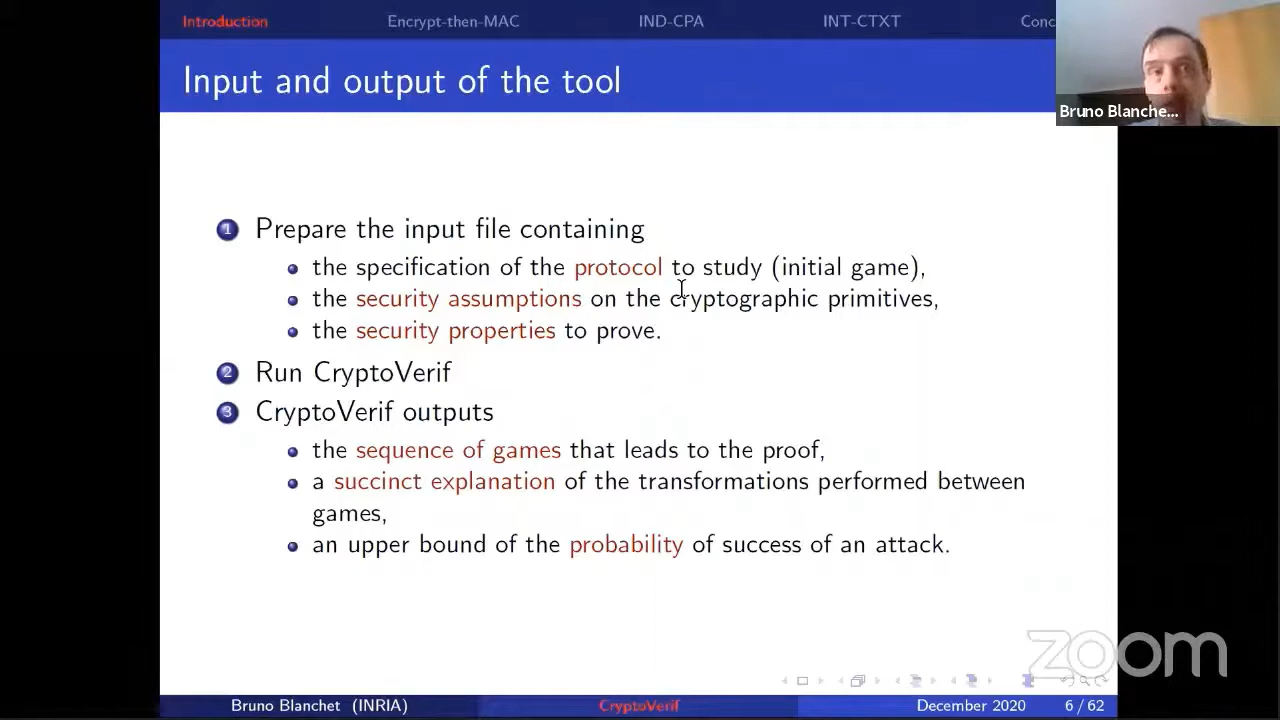 Introduction Encrypt-then-MAC IND-CPA INT-CTXT Conc
Input and output of the tool
Bruno Blanche...
1 Prepare the input file containing
the specification of the protocol to study (initial game),
the security assumptions on the cryptographic primitives,
the security properties to prove.
2 Run CryptoVerif
3 CryptoVerif outputs
the sequence of games that leads to the proof,
a succinct explanation of the transformations performed between
games,
an upper bound of the probability of success of an attack.
zoom
Bruno Blanchet (INRIA) CryptoVerif December 2020 6 / 62